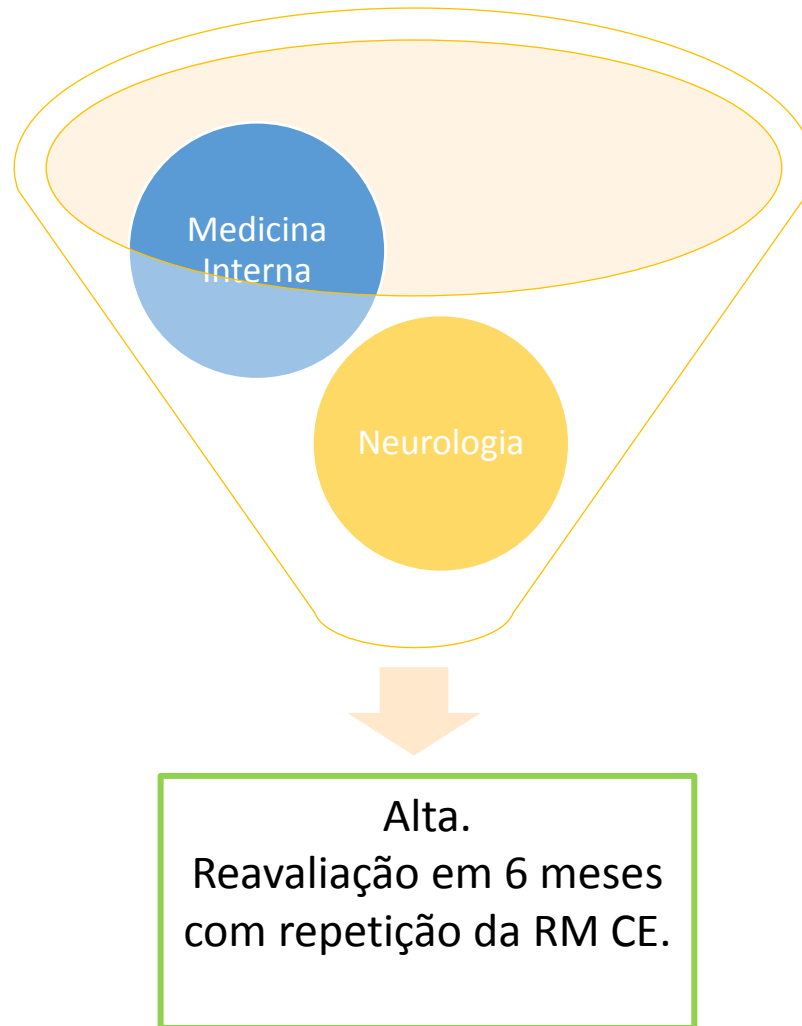 Medicina
Interna
Neurologia
Alta.
Reavaliação em 6 meses
com repetição da RM CE.